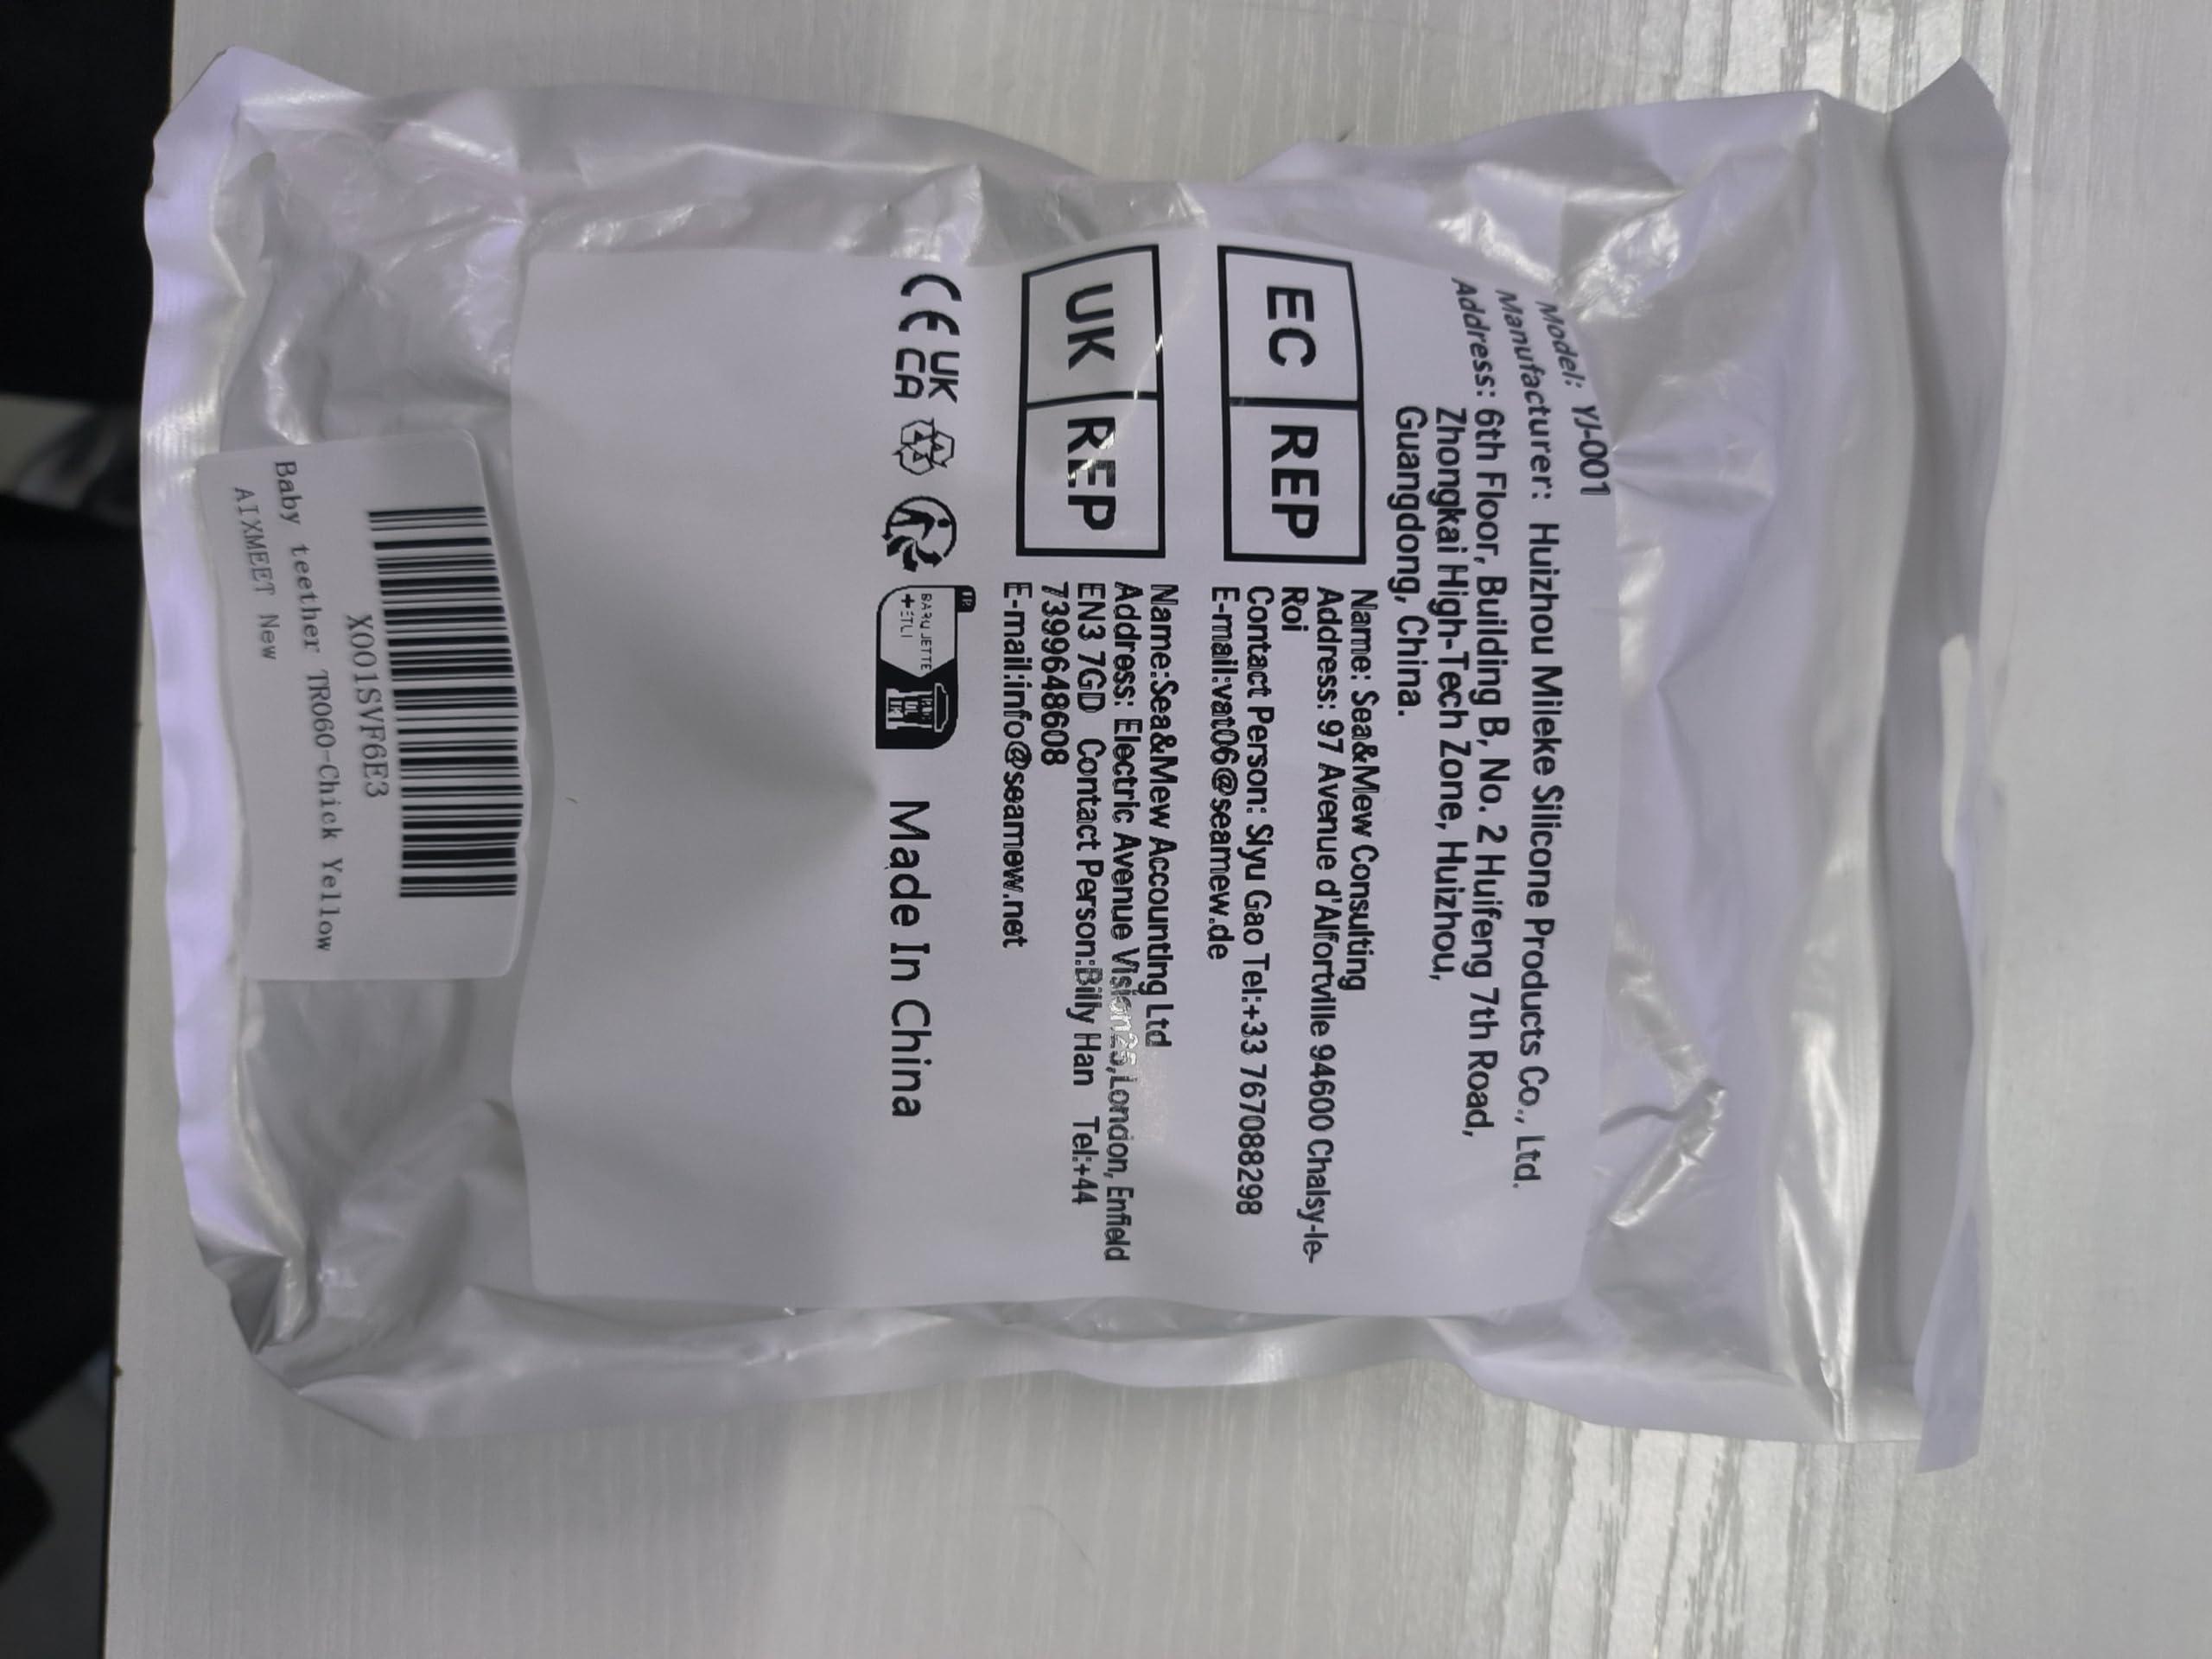 Model: YJ-001
Manufacturer: Huizhou Mileke Silicone Products Co., Ltd.
Address: 6th Floor, Building B, No. 2 Huifeng 7th Road,
Zhongkai High-Tech Zone, Huizhou,
Guangdong, China.
EC REP
Name: Sea&Mew Consulting
Address: 97 Avenue d'Alfortville 94600 Chalsy-le-
Roi
Contact Person: Siyu Gao Tel:+33 767088298
E-mail:vat06@seamew.de
UK REP
Name:Sea&Mew Accounting Ltd
Address: Electric Avenue Vision25,London, Enfield
EN3 7GD Contact Person:Billy Han Tel:+44
7399648608
E-mail:info@seamew.net
CE UK
CA
FR
Made In China
X001SVF6E3
Baby teether TR060-Chick Yellow
AIXMEET New